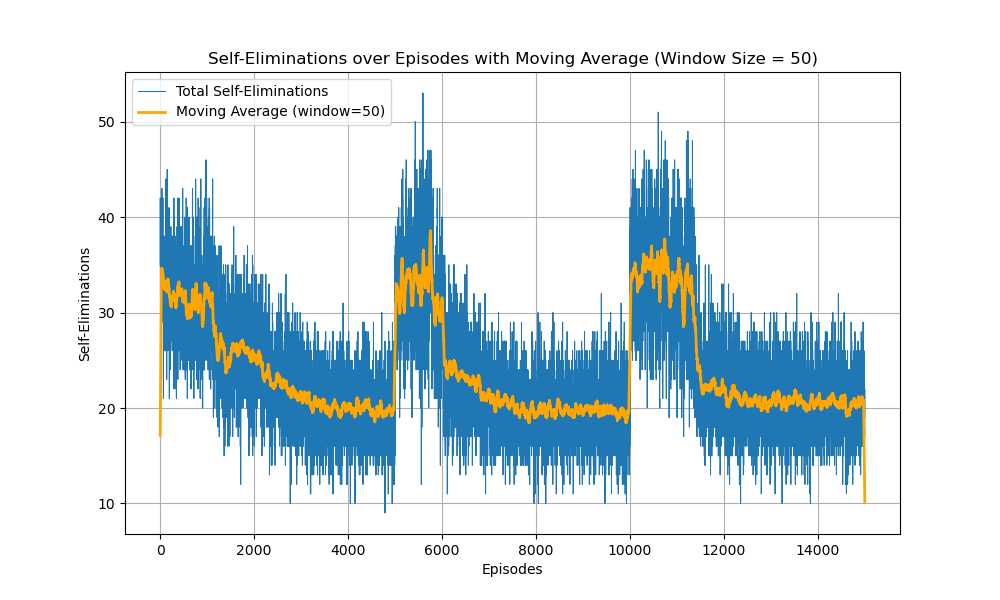 Self-Eliminations over Episodes with Moving Average (Window Size = 50)
Total Self-Eliminations
Moving Average (window=50)
50
40
30
20
10
Self-Eliminations
0 2000 4000 6000 8000 10000 12000 14000
Episodes